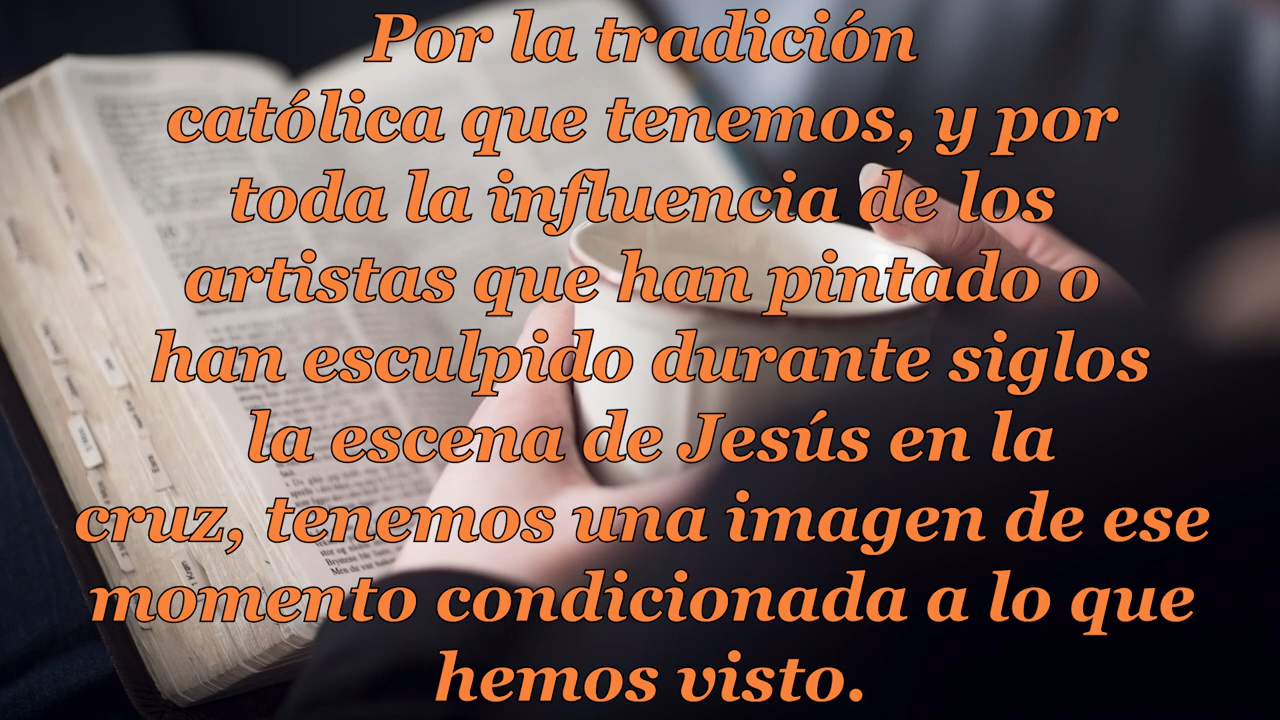 Por la tradición
católica que tenemos, y por
toda la influencia de los
artistas que han pintado o
han esculpido durante siglos
la escena de Jesús en la
cruz, tenemos una imagen de ese
momento condicionada a lo que
hemos visto.